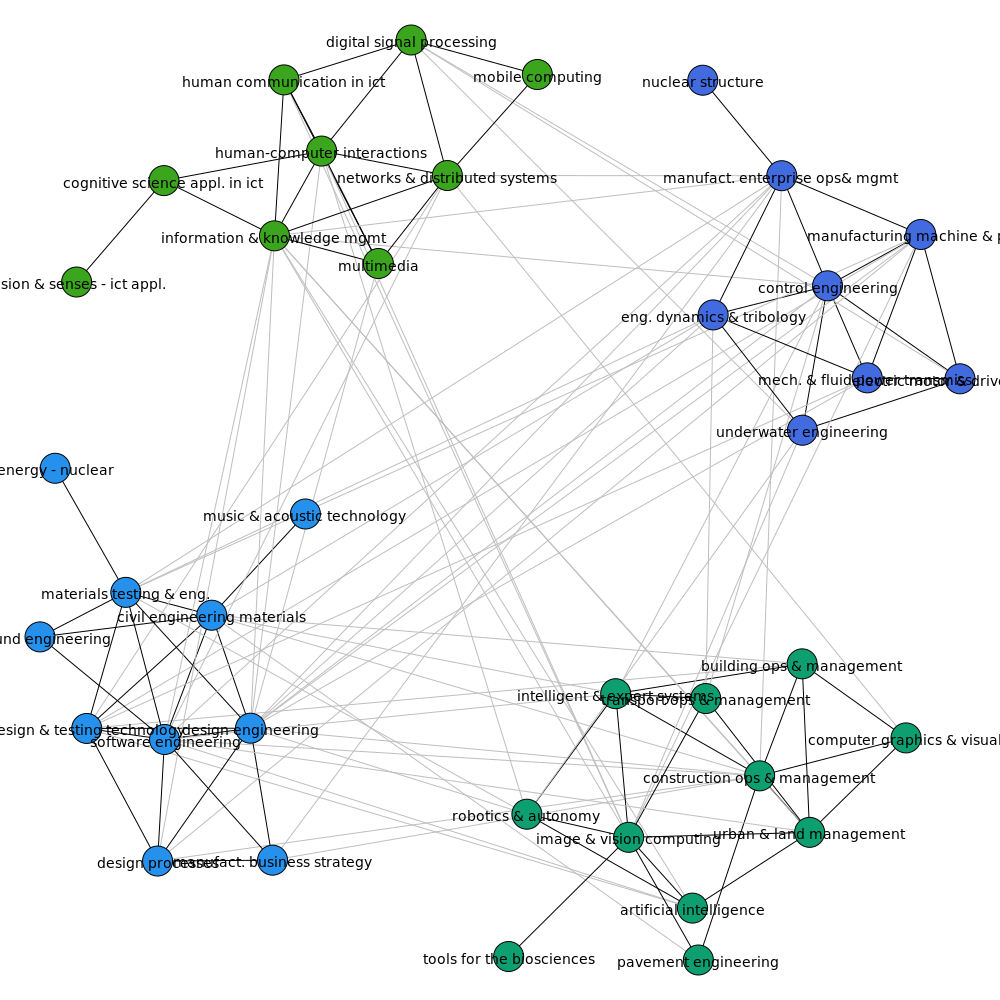 digital signal processing
human communication in ict
mobile computing
nuclear structure
human-computer interactions
networks & distributed systems
manufact. enterprise ops& mgmt
cognitive science appl. in ict
information & knowledge mgmt
manufacturing machine & p
multimedia
sion & senses - ict appl.
control engineering
eng. dynamics & tribology
mech. & fluid power transmiss
electric motor & drive
underwater engineering
energy - nuclear
music & acoustic technology
materials testing & eng.
civil engineering materials
und engineering
building ops & management
intelligent & expert systems
transport ops & management
esign & testing technology
design engineering
software engineering
computer graphics & visual
construction ops & management
robotics & autonomy
image & vision computing
urban & land management
design processes
manufact. business strategy
artificial intelligence
tools for the biosciences
pavement engineering